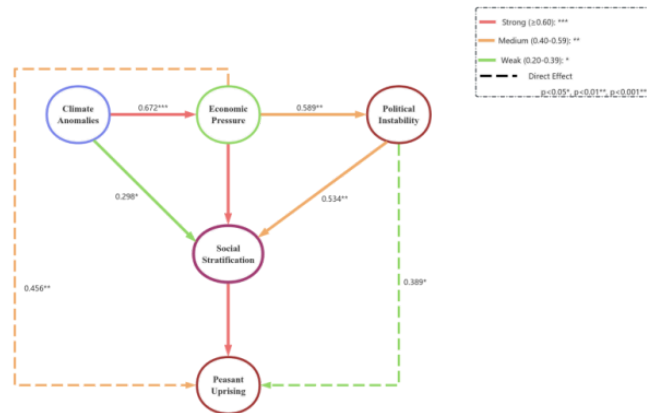 Strong (≥0.60): ***
Medium (0.40-0.59): **
Weak (0.20-0.39): *
Direct Effect
p<0.05*, p<0.01**, p<0.001**
Climate
Anomalies
0.672***
Economic
Pressure
0.589**
Political
Instability
0.298*
0.534**
Social
Stratification
0.456**
0.389*
Peasant
Uprising